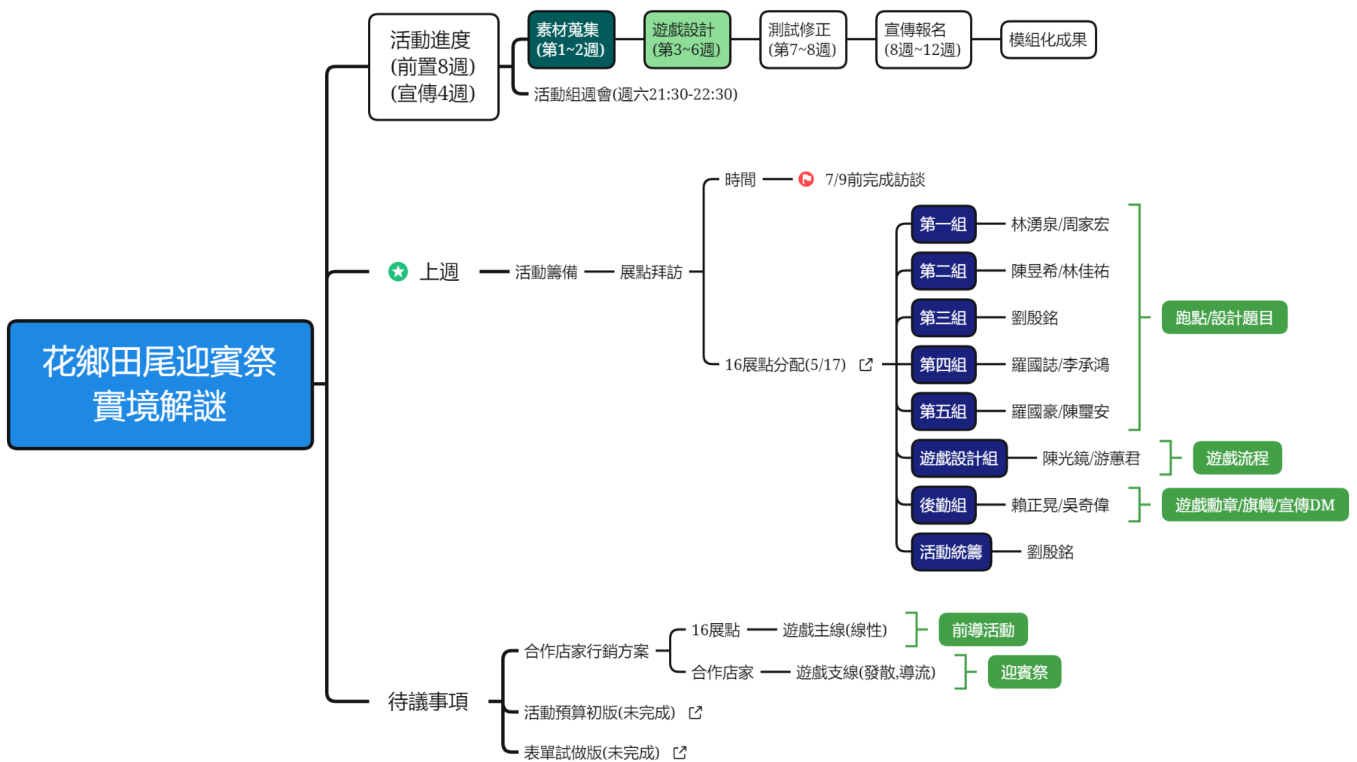 花鄉田尾迎賓祭
實境解謎
活動進度
(前置8週)
(宣傳4週)
素材蒐集
(第1~2週)
遊戲設計
(第3~6週)
測試修正
(第7~8週)
宣傳報名
(8週~12週)
模組化成果
活動組週會(週六21:30-22:30)
上週
活動籌備
展點拜訪
時間
7/9前完成訪談
16展點分配(5/17)
第一組
林湧泉/周家宏
第二組
陳昱希/林佳祐
第三組
劉殷銘
第四組
羅國誌/李承鴻
第五組
羅國豪/陳璽安
跑點/設計題目
遊戲設計組
陳光鏡/游蕙君
遊戲流程
後勤組
賴正晃/吳奇偉
遊戲勳章/旗幟/宣傳DM
活動統籌
劉殷銘
待議事項
合作店家行銷方案
16展點
遊戲主線(線性)
前導活動
合作店家
遊戲支線(發散,導流)
迎賓祭
活動預算初版(未完成)
表單試做版(未完成)